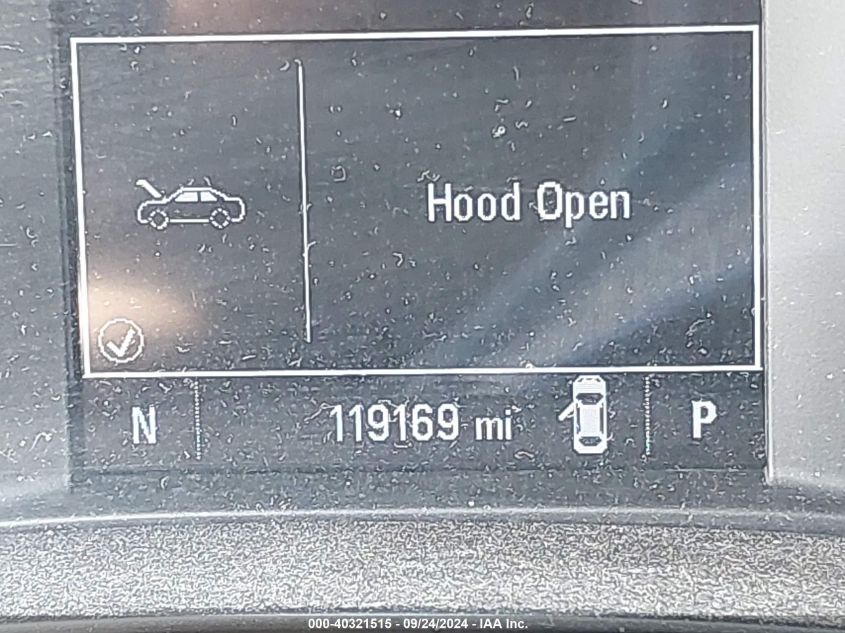 Hood Open
N 119169 mi P
000-40321515 - 09/24/2024 - IAA Inc.